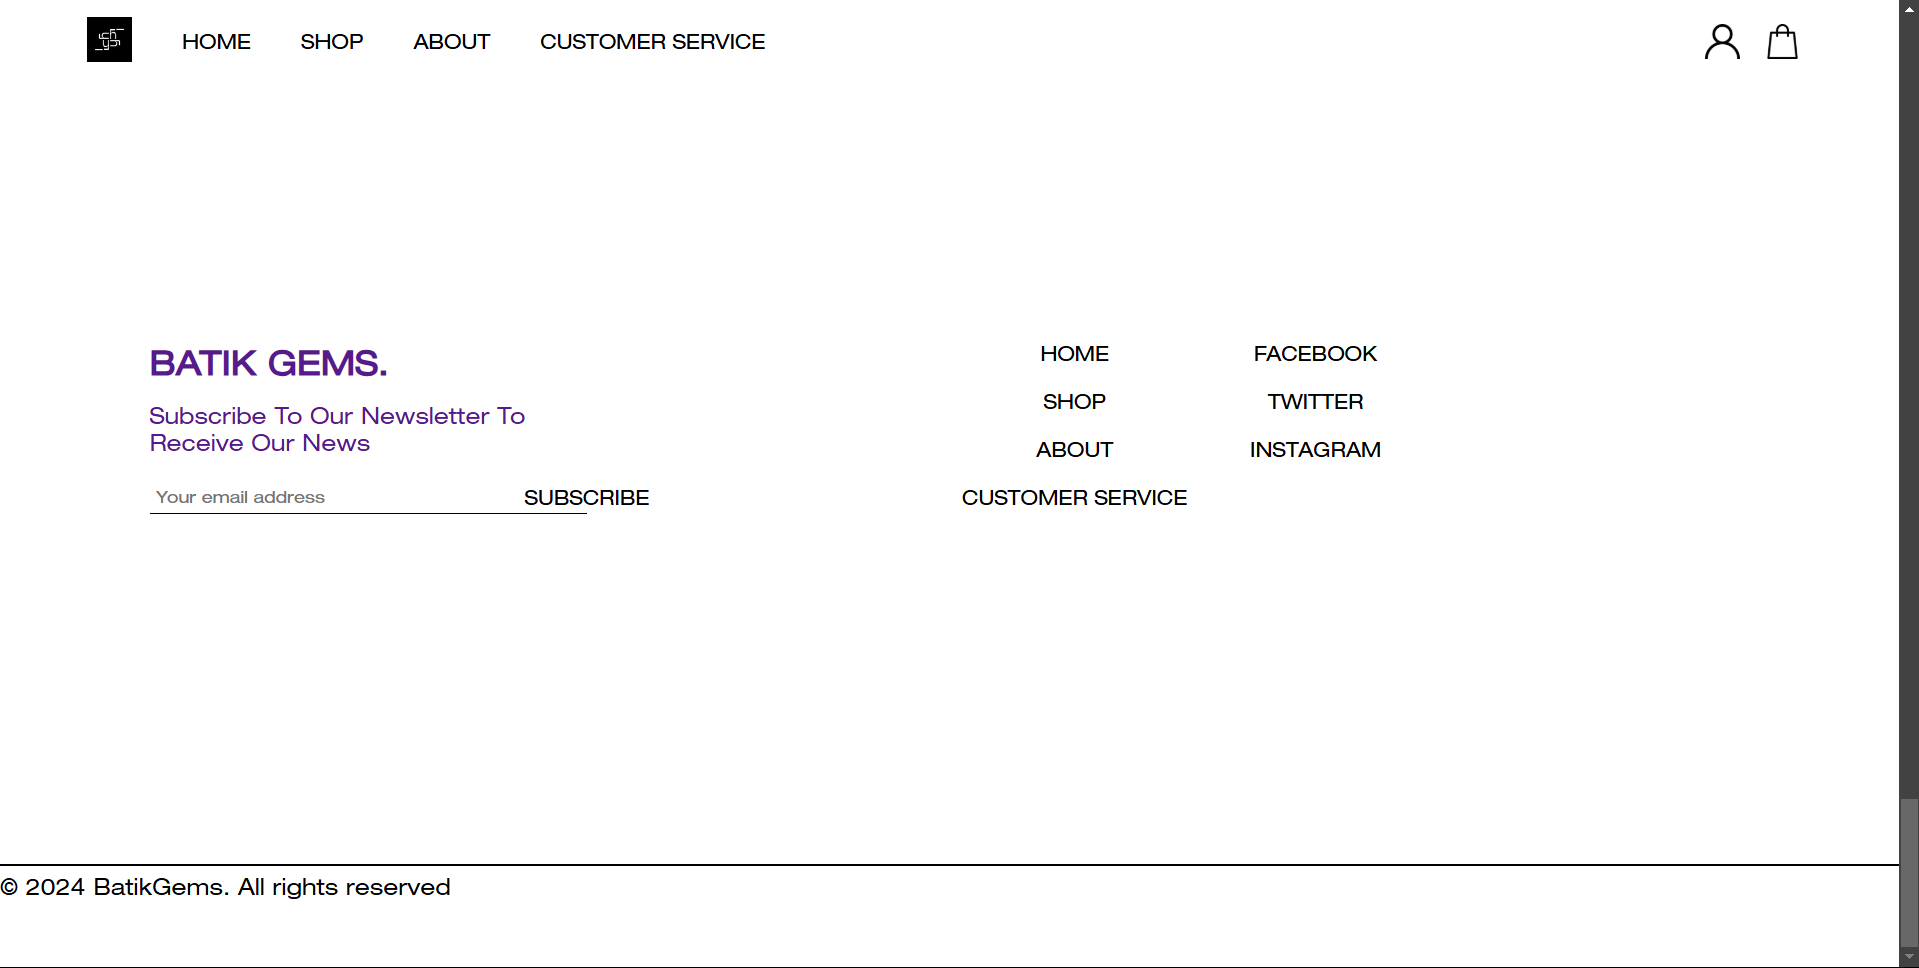 HOME SHOP ABOUT CUSTOMER SERVICE
BATIK GEMS.
Subscribe To Our Newsletter To
Receive Our News
Your email address SUBSCRIBE
HOME
SHOP
ABOUT
CUSTOMER SERVICE
FACEBOOK
TWITTER
INSTAGRAM
© 2024 BatikGems. All rights reserved